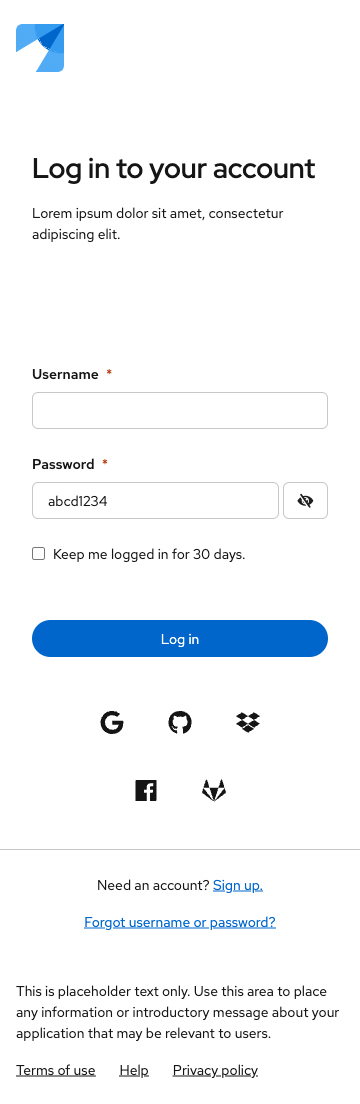 Log in to your account
Lorem ipsum dolor sit amet, consectetur
adipiscing elit.
Username *
Password *
abcd1234
Keep me logged in for 30 days.
Log in
Need an account? Sign up.
Forgot username or password?
This is placeholder text only. Use this area to place
any information or introductory message about your
application that may be relevant to users.
Terms of use Help Privacy policy